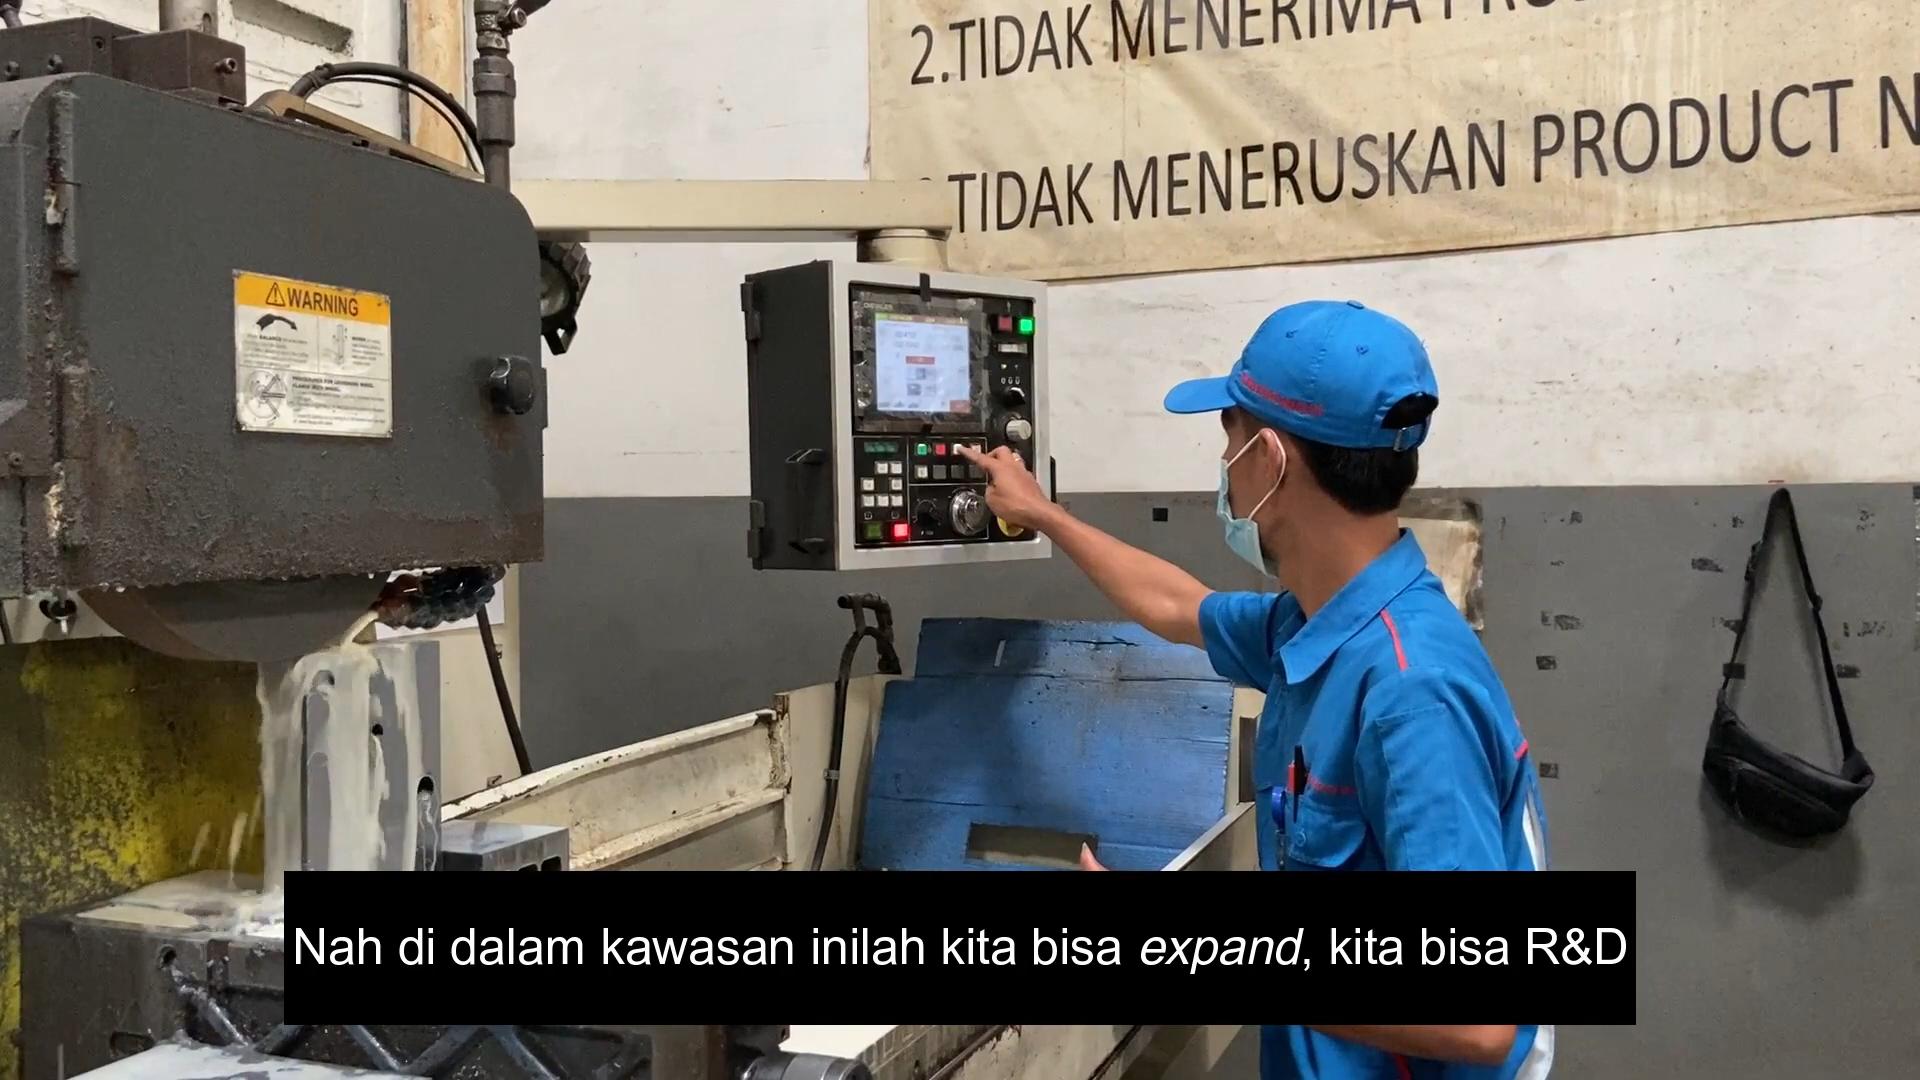 2.TIDAK MENERIMA
TIDAK MENERUSKAN PRODUCT N
WARNING
Nah di dalam kawasan inilah kita bisa expand, kita bisa R&D